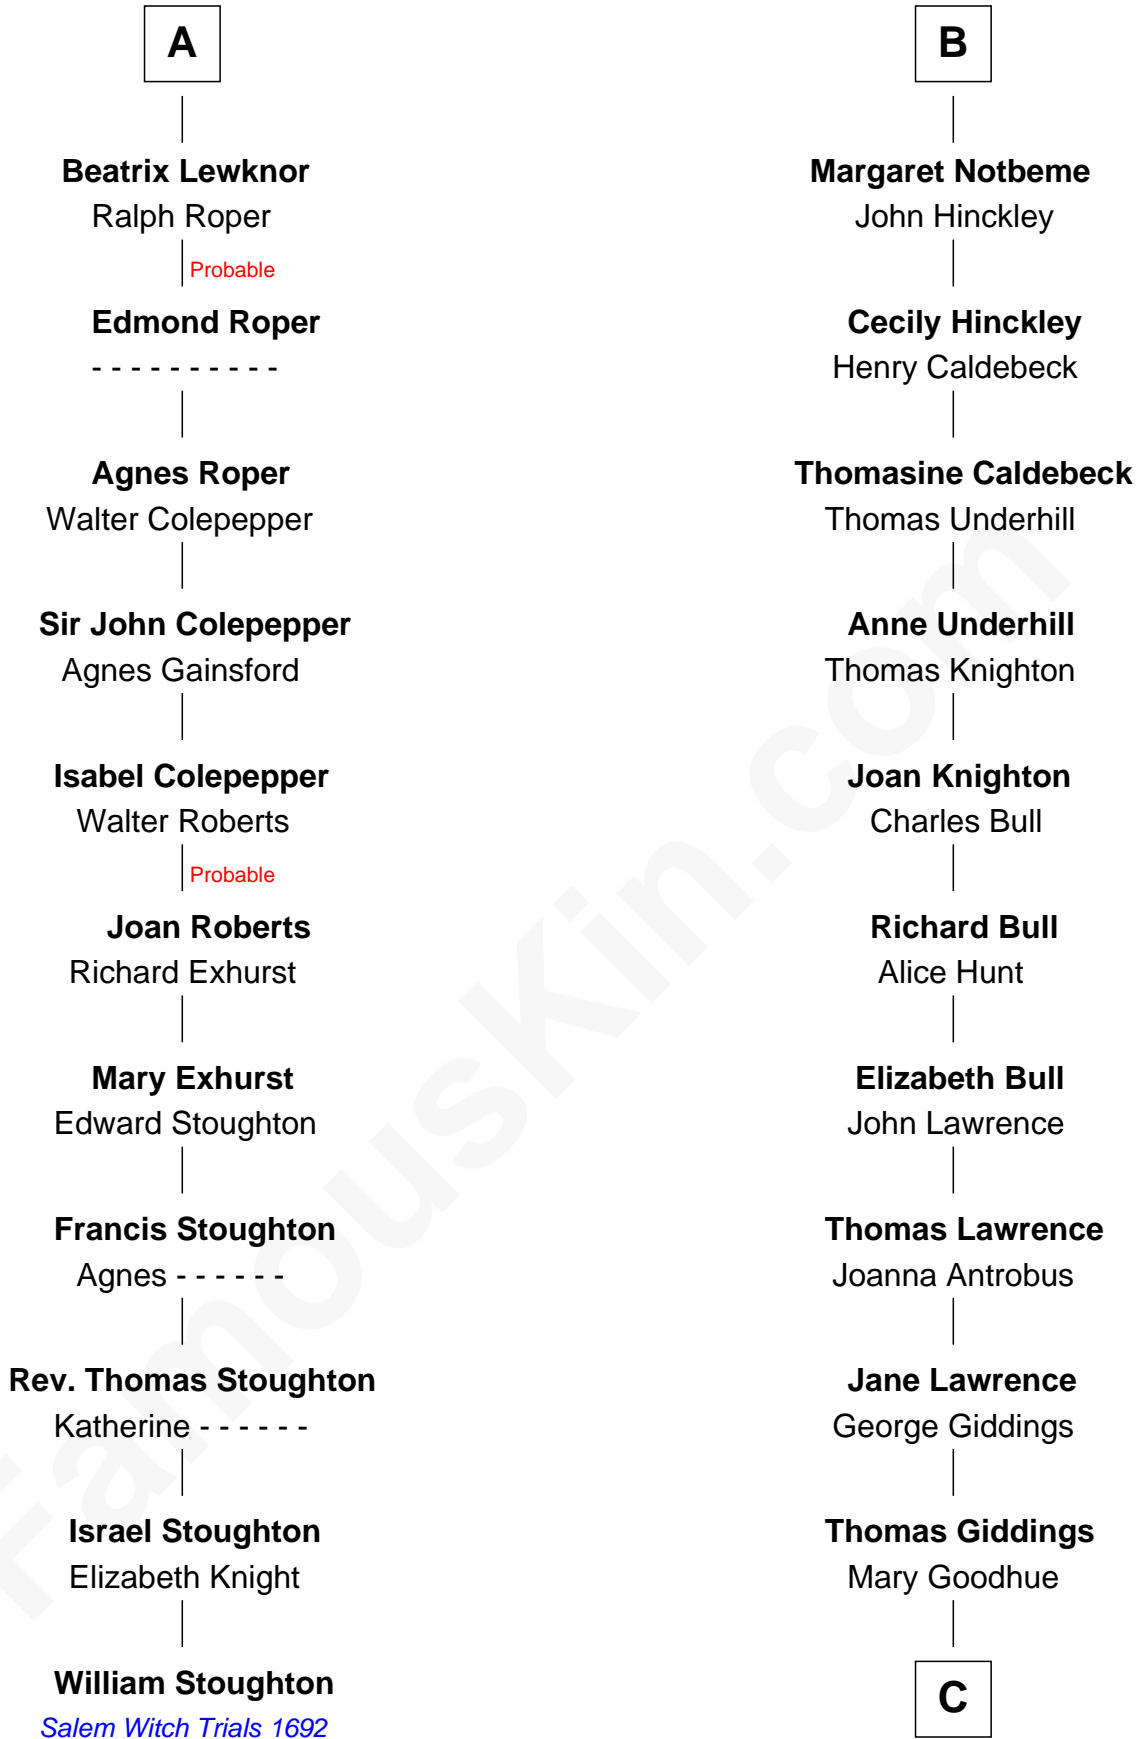 A
Beatrix Lewknor
Ralph Roper
Probable
Edmond Roper
- - - - - - - - - -
Agnes Roper
Walter Colepepper
Sir John Colepepper
Agnes Gainsford
Isabel Colepepper
Walter Roberts
Probable
Joan Roberts
Richard Exhurst
Mary Exhurst
Edward Stoughton
Francis Stoughton
Agnes - - - - - -
Rev. Thomas Stoughton
Katherine - - - - - -
Israel Stoughton
Elizabeth Knight
William Stoughton
Salem Witch Trials 1692
B
Margaret Notbeme
John Hinckley
Cecily Hinckley
Henry Caldebeck
Thomasine Caldebeck
Thomas Underhill
Anne Underhill
Thomas Knighton
Joan Knighton
Charles Bull
Richard Bull
Alice Hunt
Elizabeth Bull
John Lawrence
Thomas Lawrence
Joanna Antrobus
Jane Lawrence
George Giddings
Thomas Giddings
Mary Goodhue
C
FamousKin.com